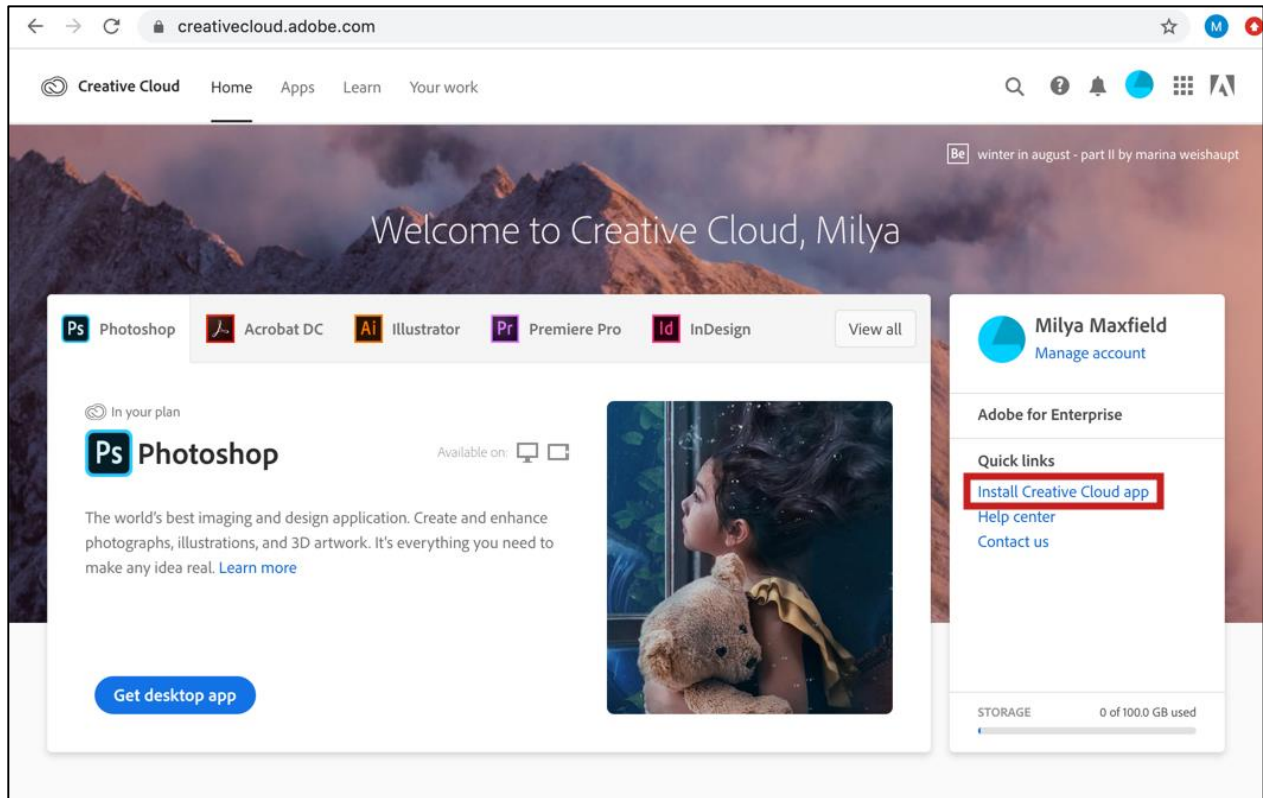 creativecloud.adobe.com
M
Creative Cloud Home Apps Learn Your work
Be winter in august - part II by marina weishaupt
Welcome to Creative Cloud, Milya
Ps Photoshop Acrobat DC Ai Illustrator Pr Premiere Pro Id InDesign View all
In your plan
Ps Photoshop
Available on:
The world's best imaging and design application. Create and enhance
photographs, illustrations, and 3D artwork. It's everything you need to
make any idea real. Learn more
Get desktop app
Milya Maxfield
Manage account
Adobe for Enterprise
Quick links
Install Creative Cloud app
Help center
Contact us
STORAGE 0 of 100.0 GB used